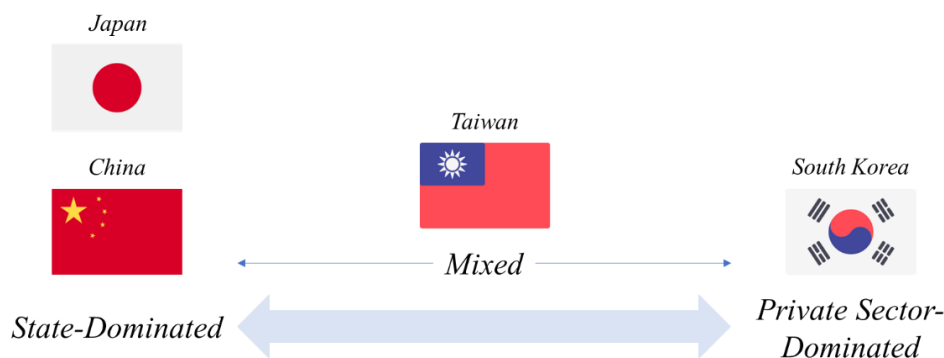 Japan
China
Taiwan
South Korea
Mixed
State-Dominated
Private Sector-
Dominated